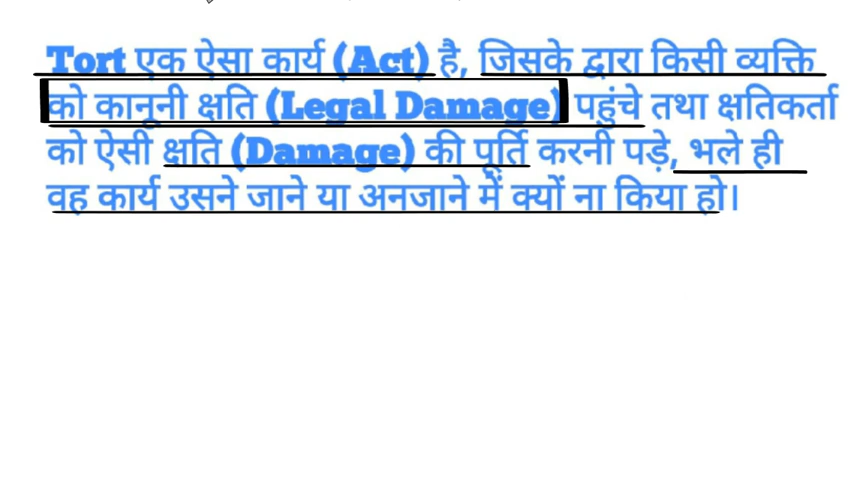 Tort एक ऐसा कार्य (Act) है, जिसके द्वारा किसी व्यक्ति
को कानूनी क्षति (Legal Damage) पहुंचे तथा क्षतिकर्ता
को ऐसी क्षति (Damage) की पूर्ति करनी पड़े, भले ही
वह कार्य उसने जाने या अनजाने में क्यों ना किया हो।